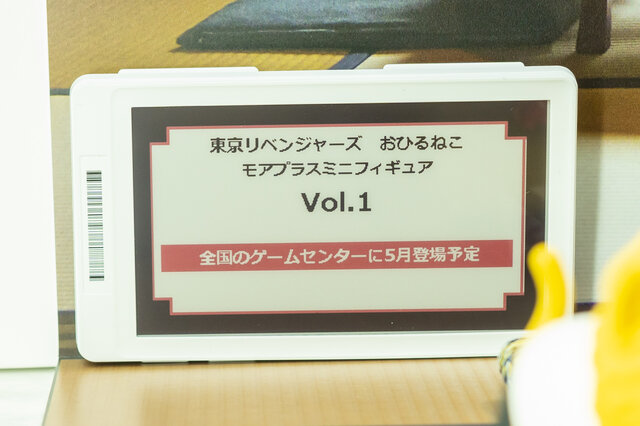 東京リベンジャーズ　おひるねこ
モアプラスミニフィギュア
Vol.1
全国のゲームセンターに5月登場予定